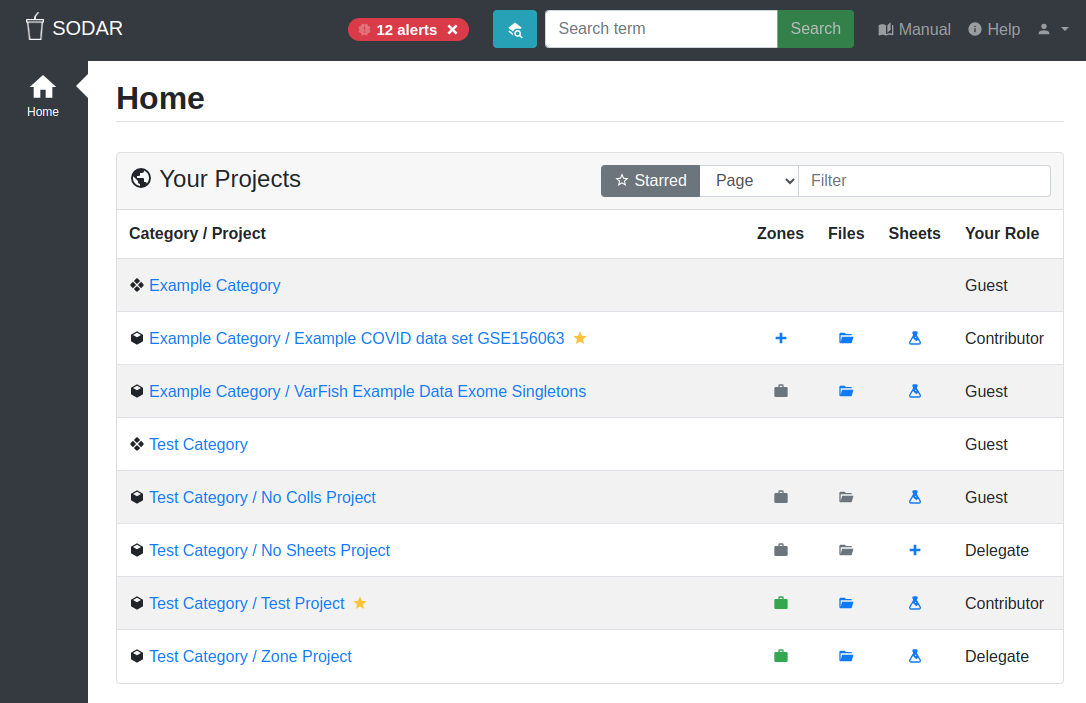 SODAR
12 alerts
Search term
Search
Manual
Help
Home
Home
Your Projects
Starred
Page
Filter
Category / Project Zones Files Sheets Your Role
Example Category Guest
Example Category / Example COVID data set GSE156063 Contributor
Example Category / VarFish Example Data Exome Singletons Guest
Test Category Guest
Test Category / No Colls Project Guest
Test Category / No Sheets Project Delegate
Test Category / Test Project Contributor
Test Category / Zone Project Delegate